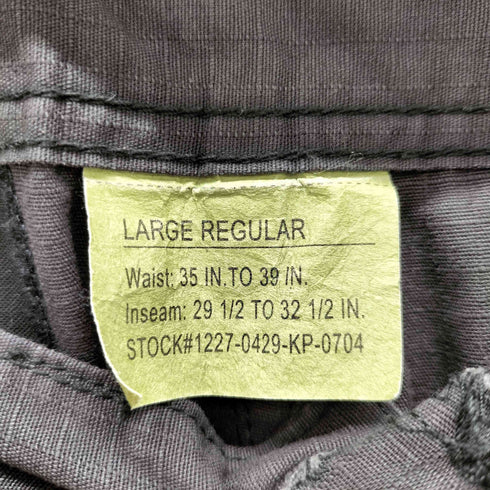 LARGE REGULAR
Waist: 35 IN.TO 39 IN.
Inseam: 29 1/2 TO 32 1/2 IN.
STOCK#1227-0429-KP-0704